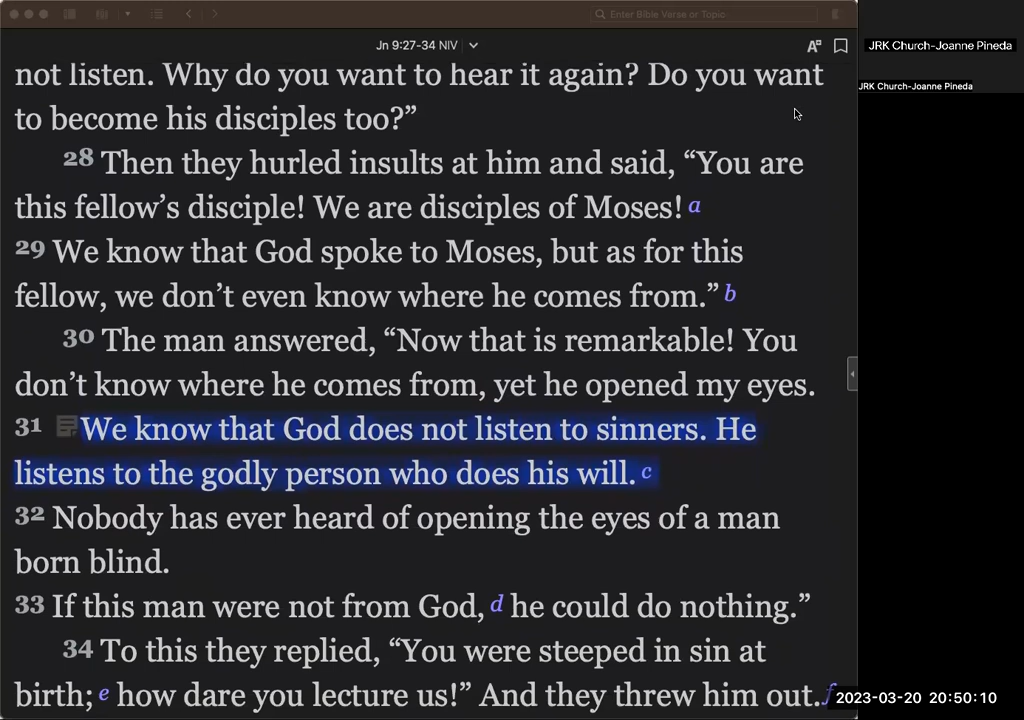 Enter Bible Verse or Topic
Jn 9:27-34 NIV
JRK Church-Joanne Pineda
JRK Church-Joanne Pineda
not listen. Why do you want to hear it again? Do you want
to become his disciples too?”
28 Then they hurled insults at him and said, “You are
this fellow’s disciple! We are disciples of Moses! a
29 We know that God spoke to Moses, but as for this
fellow, we don’t even know where he comes from.” b
30 The man answered, “Now that is remarkable! You
don’t know where he comes from, yet he opened my eyes.
31 We know that God does not listen to sinners. He
listens to the godly person who does his will. c
32 Nobody has ever heard of opening the eyes of a man
born blind.
33 If this man were not from God, d he could do nothing.”
34 To this they replied, “You were steeped in sin at
birth; e how dare you lecture us!” And they threw him out. f
2023-03-20 20:50:10